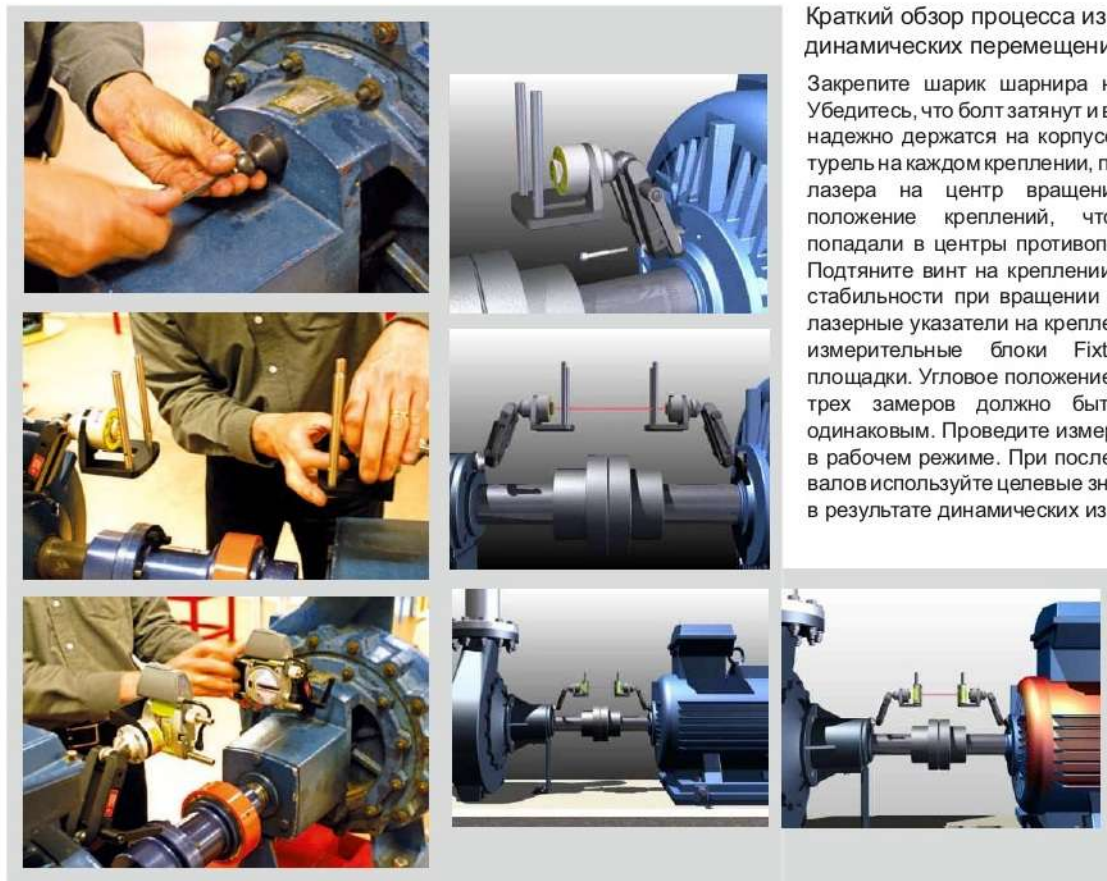 Краткий обзор процесса из
динамических перемещени
Закрепите шарик шарнира н
Убедитесь, что болт затянут и в
надежно держатся на корпусе
турель на каждом креплении, п
лазера на центр вращени
положение креплений, что
попадали в центры противоп
Подтяните винт на креплении
стабильности при вращении
лазерные указатели на крепле
измерительные блоки Fixt
площадки. Угловое положение
трех замеров должно быт
одинаковым. Проведите измер
в рабочем режиме. При после
валов используйте целевые зн
в результате динамических из